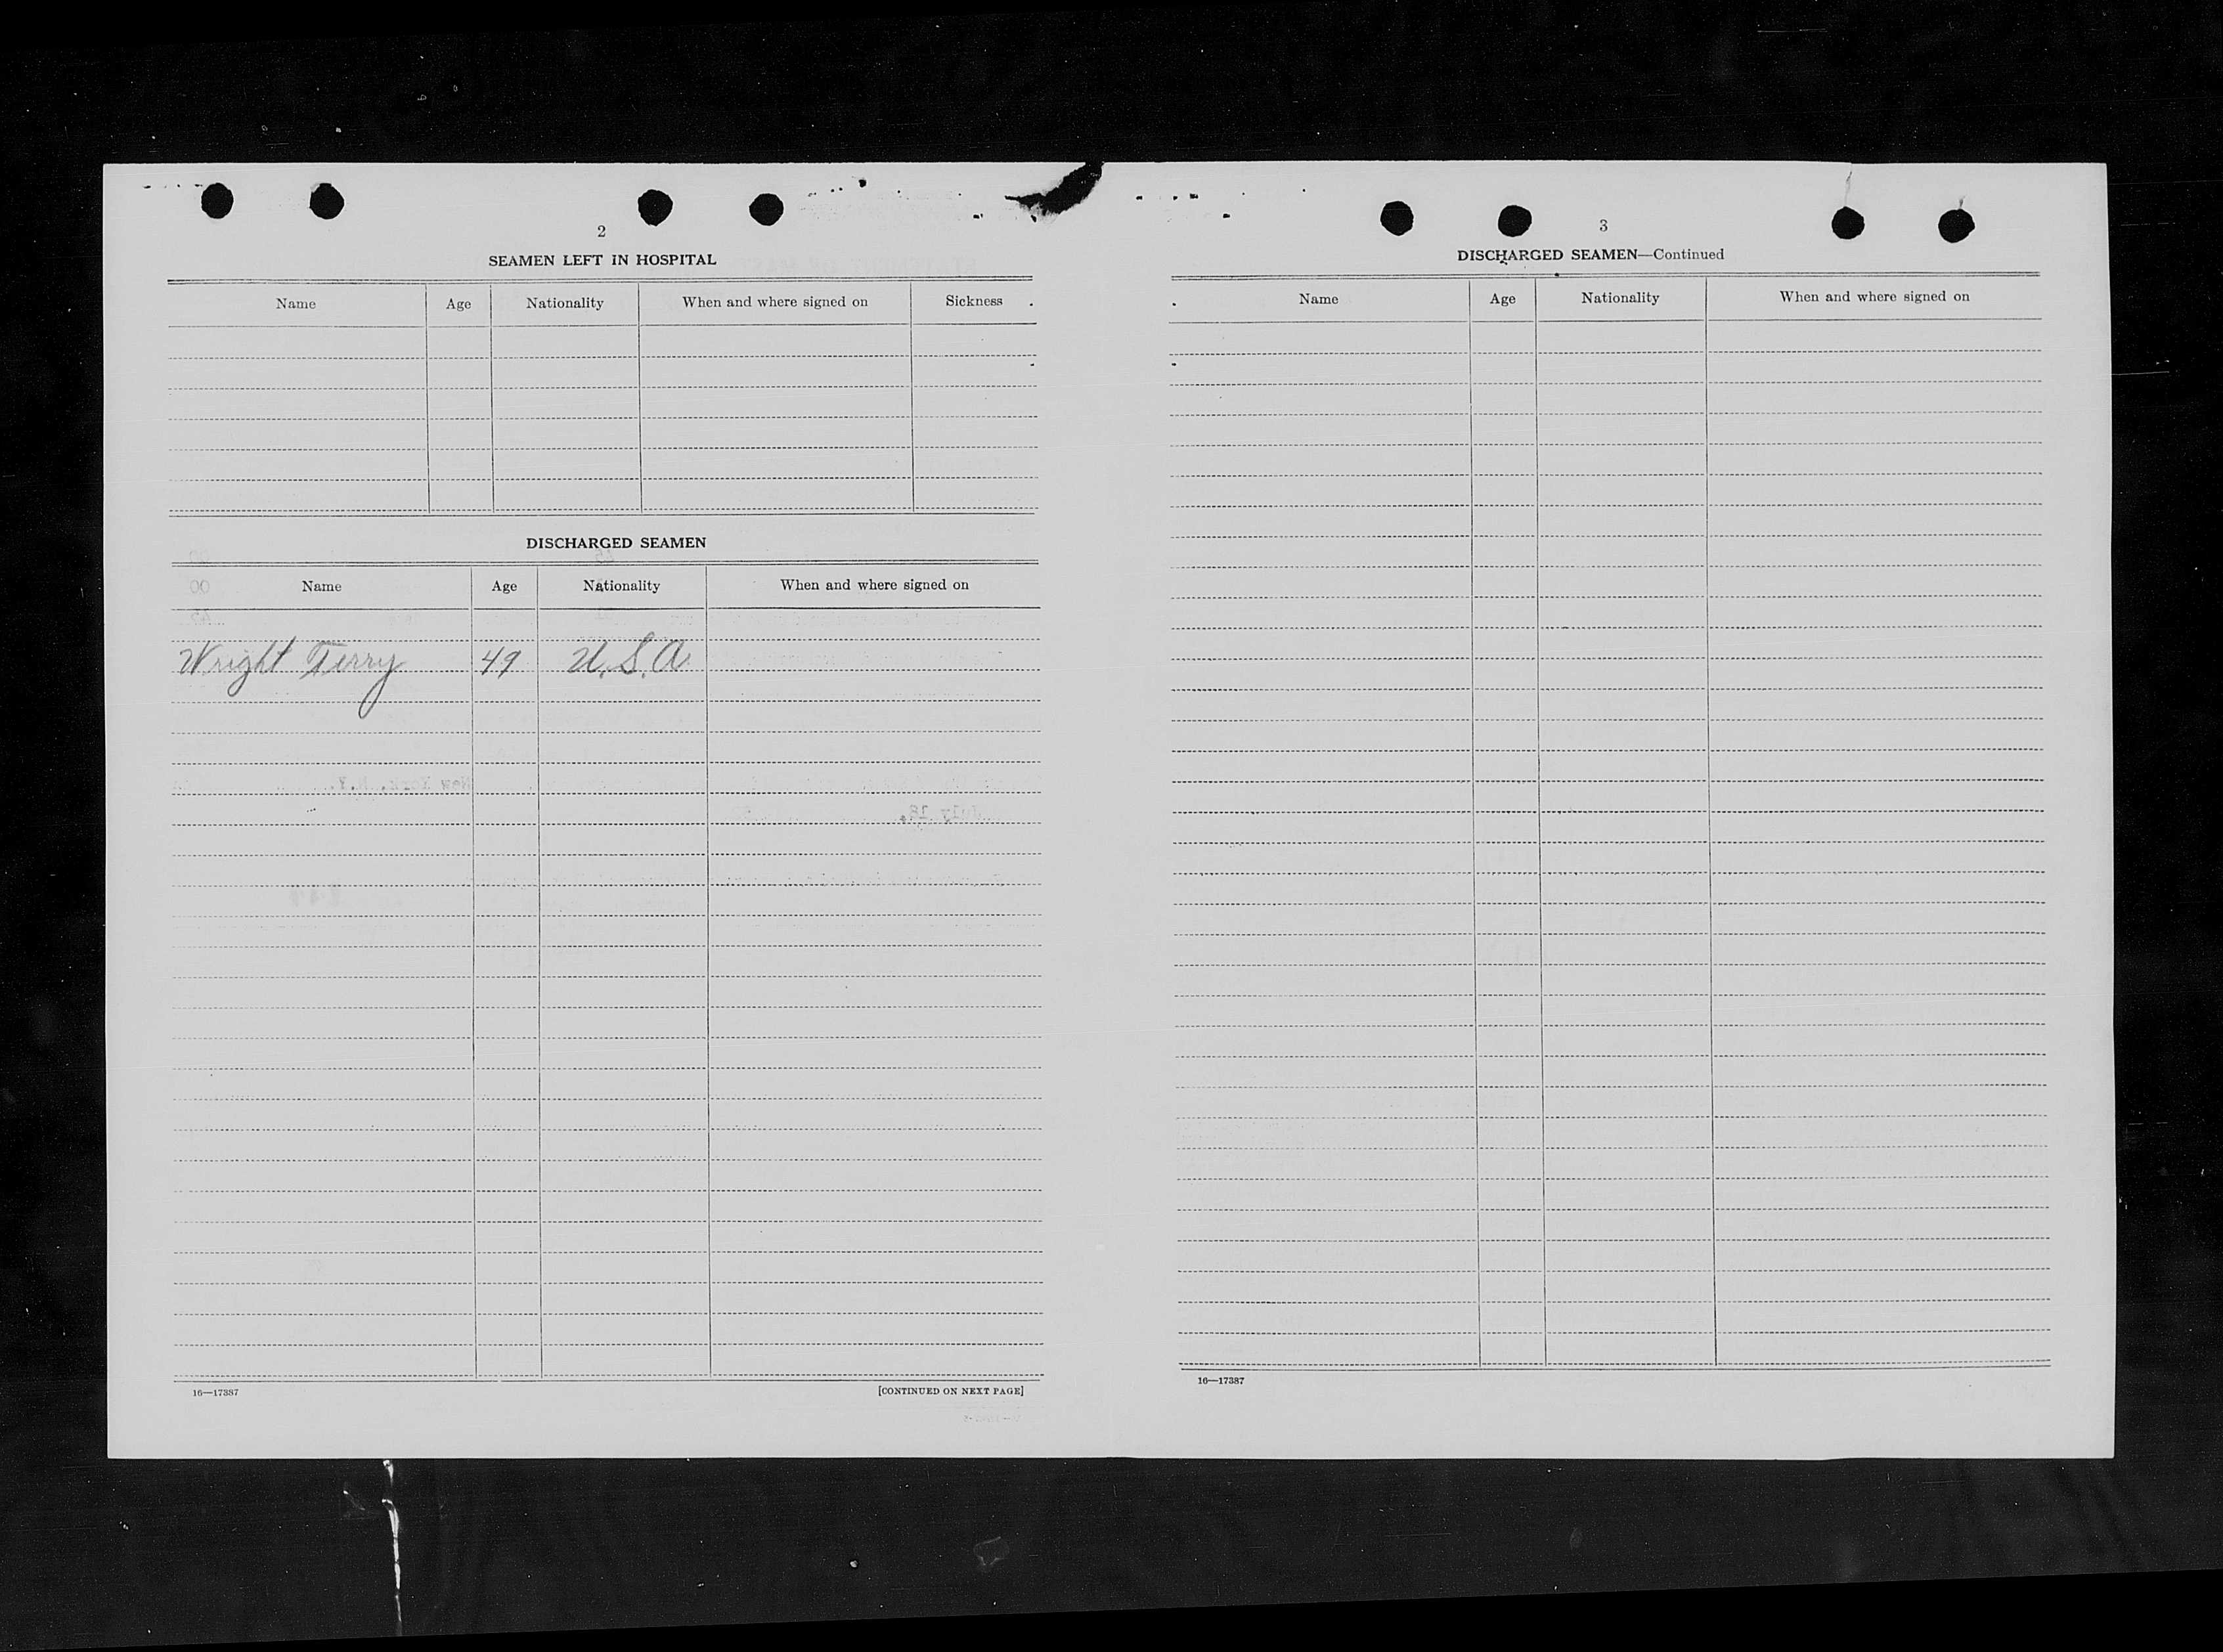 2
SEAMEN LEFT IN HOSPITAL
Name Age Nationality When and where signed on Sickness
DISCHARGED SEAMEN
Name Age Nationality When and where signed on
Wright Terry 49 U.S.A.
16—17387
[CONTINUED ON NEXT PAGE]
3
DISCHARGED SEAMEN—Continued
Name Age Nationality When and where signed on
16—17387